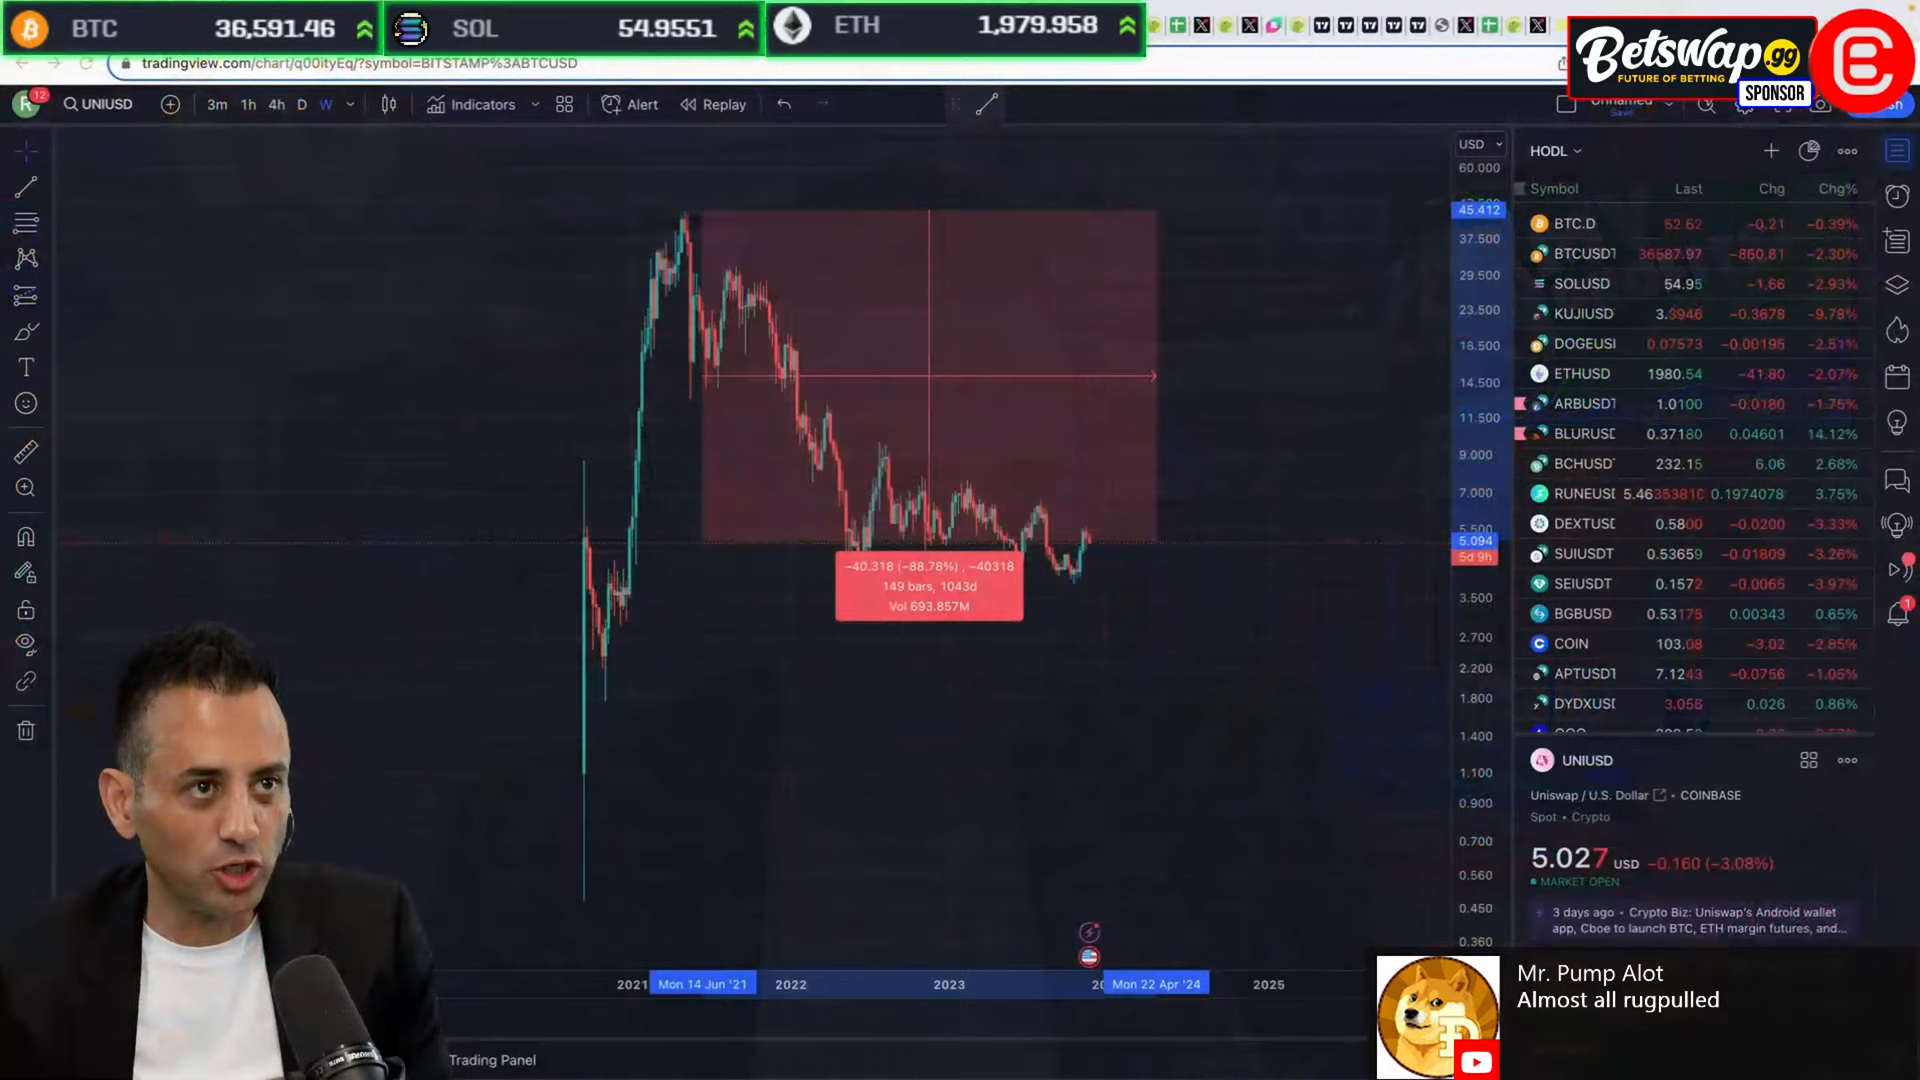 BTC 36,591.46
SOL 54.9551
ETH 1,979.958
Betswap.gg
FUTURE OF BETTING
SPONSOR
tradingview.com/chart/q00ityEq/?symbol=BITSTAMP%3ABTCUSD
R 12
UNIUSD 3m 1h 4h D W Indicators Alert Replay
Unnamed
Save
USD
60.000
45.412
37.500
29.500
23.500
18.500
14.500
11.500
9.000
7.000
5.500
5.094
5d 9h
3.500
2.700
2.200
1.800
1.400
1.100
0.900
0.700
0.560
0.450
0.360
−40.318 (−88.78%) , −40318
149 bars, 1043d
Vol 693.857M
2021 Mon 14 Jun '21 2022 2023 Mon 22 Apr '24 2025
Trading Panel
HODL
Symbol Last Chg Chg%
BTC.D 52.62 −0.21 −0.39%
BTCUSDT 36587.97 −860.81 −2.30%
SOLUSD 54.95 −1.66 −2.93%
KUJIUSD 3.3946 −0.3678 −9.78%
DOGEUSI 0.07573 −0.00195 −2.51%
ETHUSD 1980.54 −41.80 −2.07%
ARBUSDT 1.0100 −0.0180 −1.75%
BLURUSD 0.37180 0.04601 14.12%
BCHUSD 232.15 6.06 2.68%
RUNEUSD 5.46353810 0.1974078 3.75%
DEXTUSD 0.5800 −0.0200 −3.33%
SUIUSDT 0.53659 −0.01809 −3.26%
SEIUSDT 0.1572 −0.0065 −3.97%
BGBUSD 0.53175 0.00343 0.65%
COIN 103.08 −3.02 −2.85%
APTUSDT 7.1243 −0.0756 −1.05%
DYDXUSD 3.056 0.026 0.86%
UNIUSD
Uniswap / U.S. Dollar • COINBASE
Spot • Crypto
5.027 USD −0.160 (−3.08%)
MARKET OPEN
3 days ago • Crypto Biz: Uniswap's Android wallet
app, Cboe to launch BTC, ETH margin futures, and...
Mr. Pump Alot
Almost all rugpulled